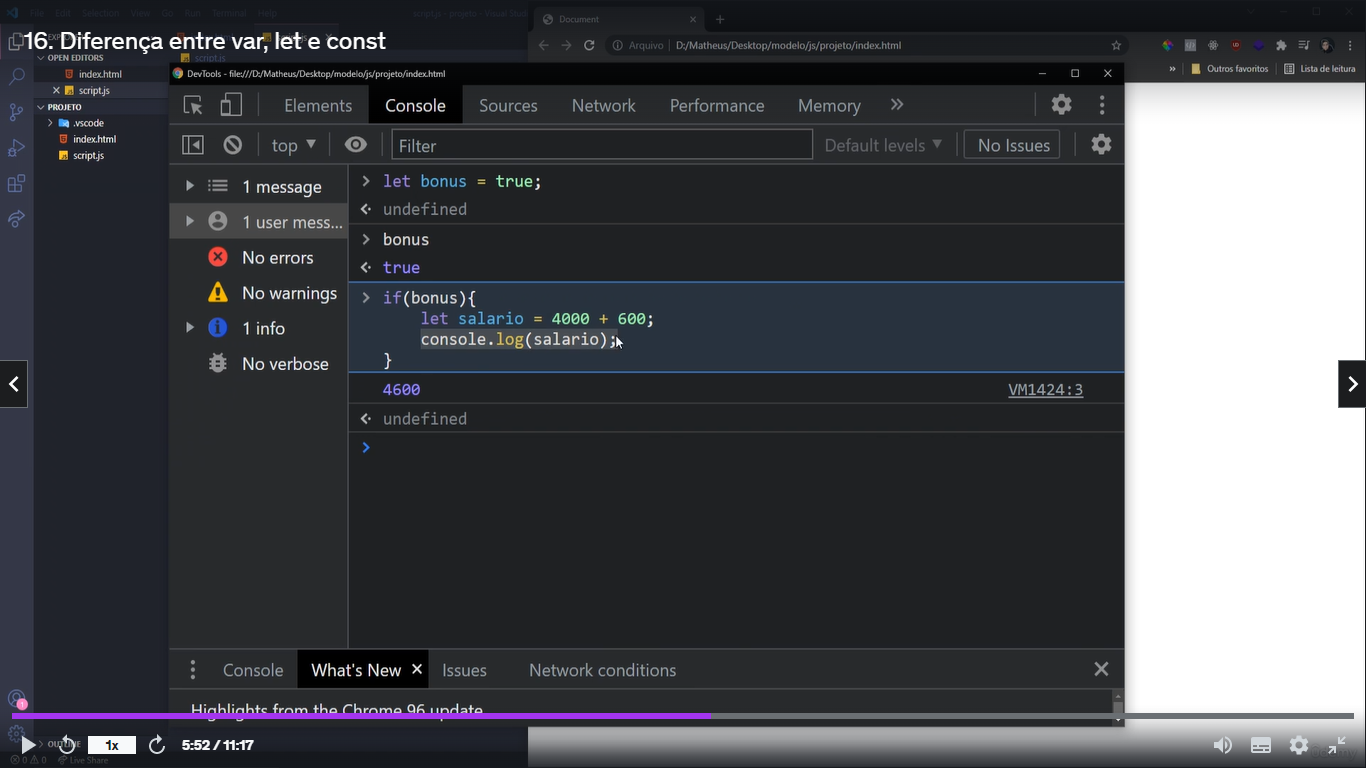 File Edit Selection View Go Run Terminal Help
script.js - projeto - Visual Stud
Document
16. Diferença entre var, let e const
Arquivo D:/Matheus/Desktop/modelo/js/projeto/index.html
» Outros favoritos Lista de leitura
OPEN EDITORS
index.html
script.js
PROJETO
.vscode
index.html
script.js
script.js
DevTools - file:///D:/Matheus/Desktop/modelo/js/projeto/index.html
Elements Console Sources Network Performance Memory »
top Filter Default levels No Issues
1 message
1 user mess...
No errors
No warnings
1 info
No verbose
> let bonus = true;
undefined
> bonus
true
> if(bonus){
let salario = 4000 + 600;
console.log(salario);
}
4600 VM1424:3
undefined
>
Console What's New × Issues Network conditions
Highlights from the Chrome 96 update
1
OUTLINE
1x 5:52 / 11:17
0 0 Live Share